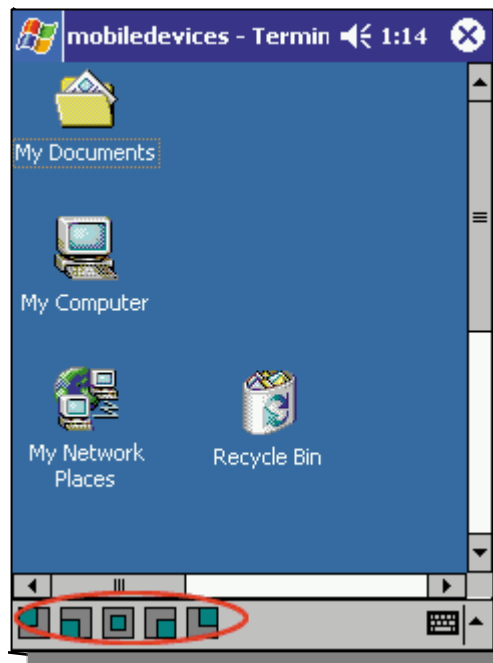 mobiledevices - Termin 1:14
My Documents
My Computer
My Network
Places
Recycle Bin